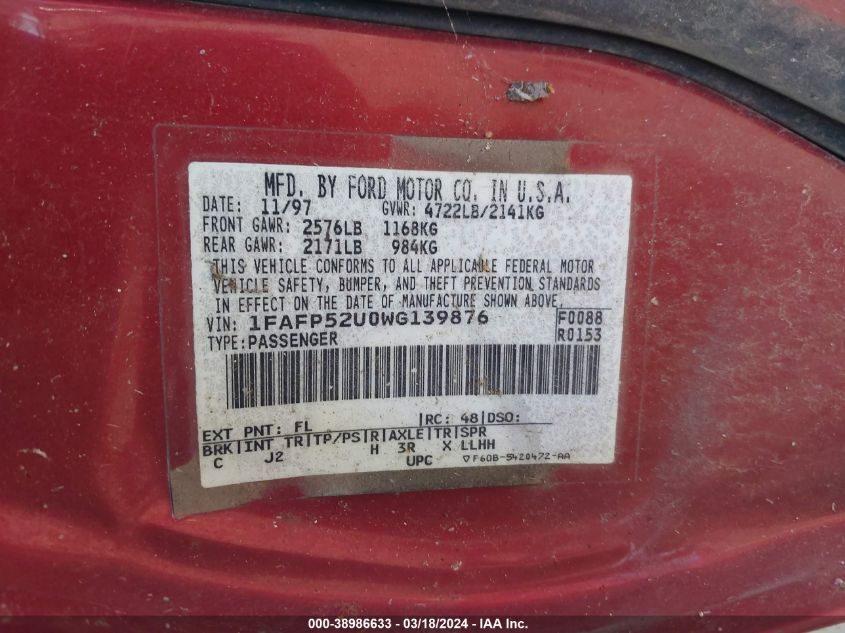 MFD. BY FORD MOTOR CO. IN U.S.A.
DATE: 11/97 GVWR: 4722LB/2141KG
FRONT GAWR: 2576LB 1168KG
REAR GAWR: 2171LB 984KG
THIS VEHICLE CONFORMS TO ALL APPLICABLE FEDERAL MOTOR
VEHICLE SAFETY, BUMPER, AND THEFT PREVENTION STANDARDS
IN EFFECT ON THE DATE OF MANUFACTURE SHOWN ABOVE.
VIN: 1FAFP52U0WG139876 F0088
TYPE: PASSENGER R0153
EXT PNT: FL |RC: 48|DSO:
BRK|INT TR|TP/PS|R|AXLE|TR|SPR
C J2 H 3R X LLHH
UPC ▽F60B-5420472-AA
000-38986633 - 03/18/2024 - IAAI.com